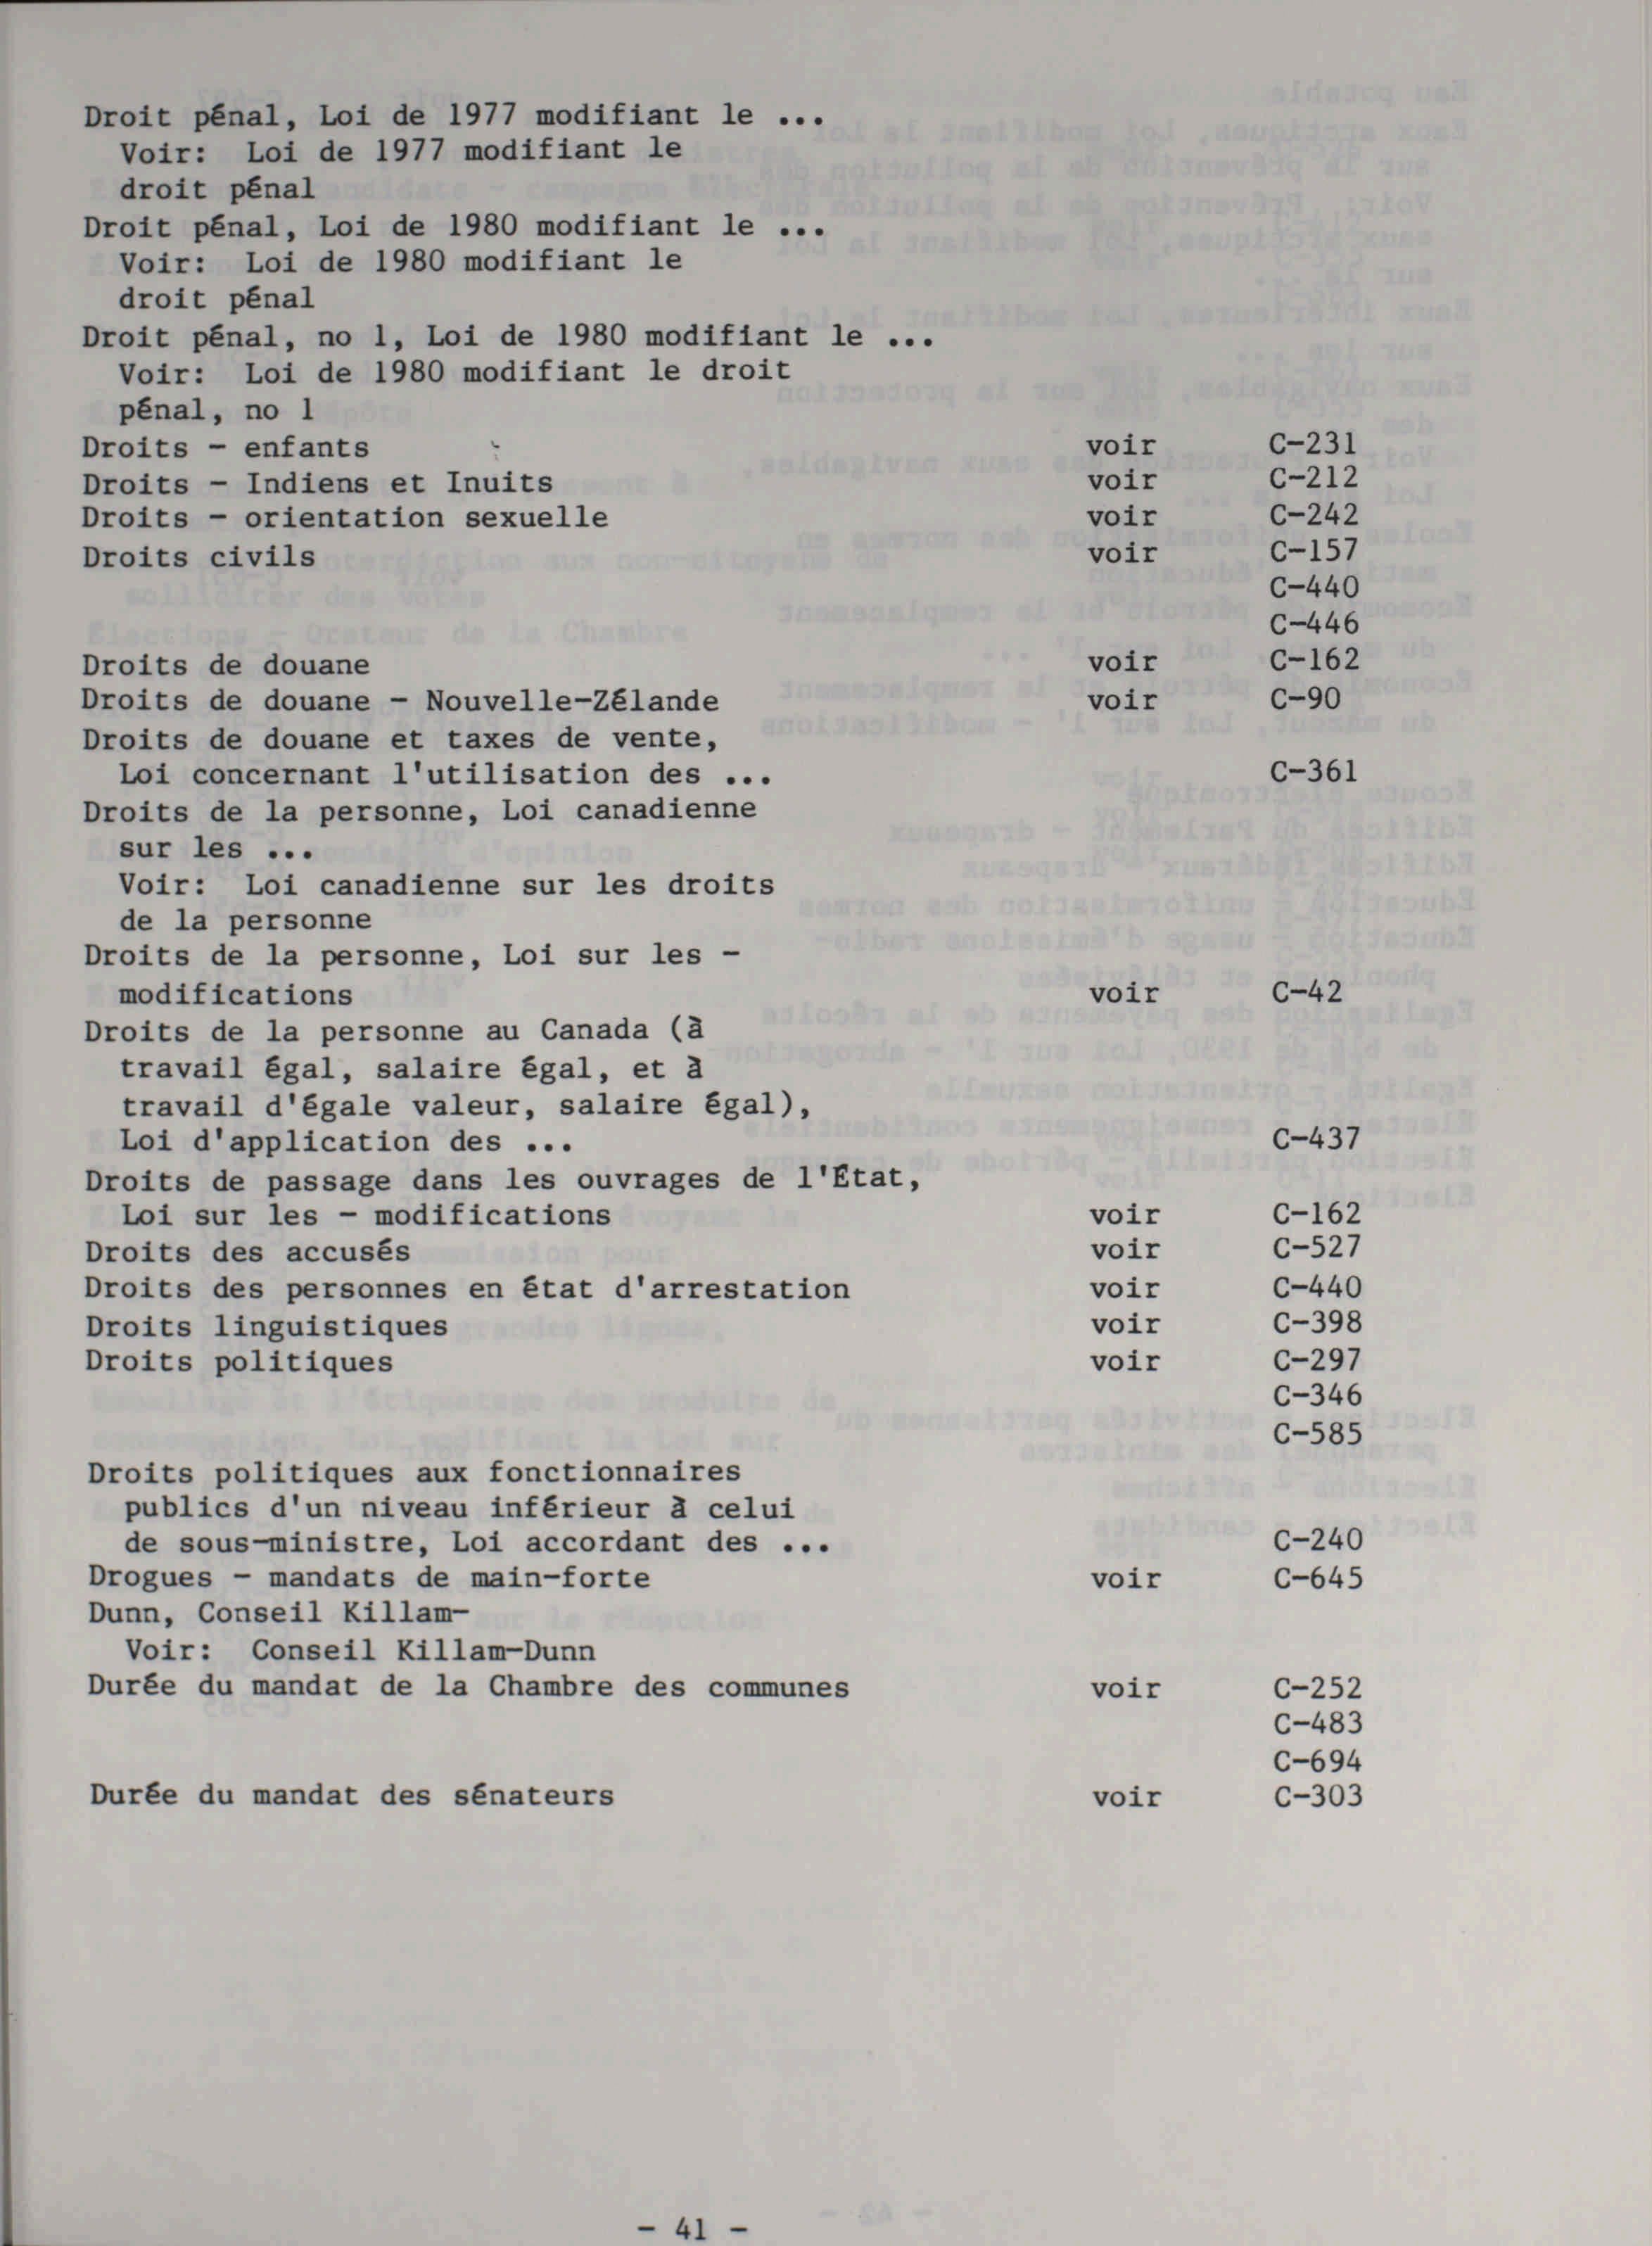 Droit pénal, Loi de 1977 modifiant le ...
Voir: Loi de 1977 modifiant le
droit pénal
Droit pénal, Loi de 1980 modifiant le ...
Voir: Loi de 1980 modifiant le
droit pénal
Droit pénal, no 1, Loi de 1980 modifiant le ...
Voir: Loi de 1980 modifiant le droit
pénal, no 1
Droits - enfants voir C-231
Droits - Indiens et Inuits voir C-212
Droits - orientation sexuelle voir C-242
Droits civils voir C-157
C-440
C-446
Droits de douane voir C-162
Droits de douane - Nouvelle-Zélande voir C-90
Droits de douane et taxes de vente,
Loi concernant l'utilisation des ... C-361
Droits de la personne, Loi canadienne
sur les ...
Voir: Loi canadienne sur les droits
de la personne
Droits de la personne, Loi sur les -
modifications voir C-42
Droits de la personne au Canada (à
travail égal, salaire égal, et à
travail d'égale valeur, salaire égal),
Loi d'application des ... C-437
Droits de passage dans les ouvrages de l'État,
Loi sur les - modifications voir C-162
Droits des accusés voir C-527
Droits des personnes en état d'arrestation voir C-440
Droits linguistiques voir C-398
Droits politiques voir C-297
C-346
C-585
Droits politiques aux fonctionnaires
publics d'un niveau inférieur à celui
de sous-ministre, Loi accordant des ... C-240
Drogues - mandats de main-forte voir C-645
Dunn, Conseil Killam-
Voir: Conseil Killam-Dunn
Durée du mandat de la Chambre des communes voir C-252
C-483
C-694
Durée du mandat des sénateurs voir C-303
- 41 -